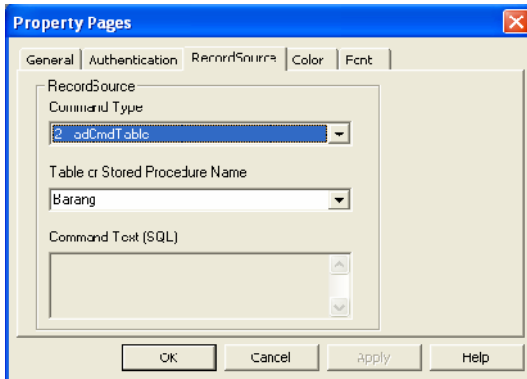 Property Pages
General Authentication RecordSource Color Font
RecordSource
Command Type
2 - adCmdTable
Table or Stored Procedure Name
Barang
Command Text (SQL)
OK Cancel Apply Help